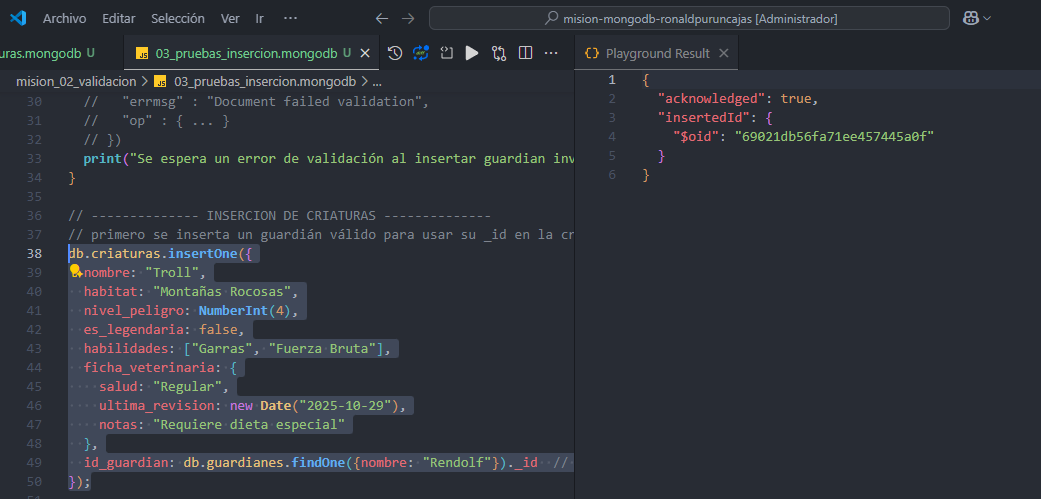 Archivo Editar Selección Ver Ir ··· mision-mongodb-ronaldpuruncajas [Administrador]
uras.mongodb U JS 03_pruebas_insercion.mongodb U {} Playground Result
mision_02_validacion > JS 03_pruebas_insercion.mongodb > ...
30 //   "errmsg" : "Document failed validation",
31 //   "op" : { ... }
32 // })
33 print("Se espera un error de validación al insertar guardian inv
34 }
35
36 // -------------- INSERCION DE CRIATURAS --------------
37 // primero se inserta un guardián válido para usar su _id en la cr
38 db.criaturas.insertOne({
39 nombre: "Troll",
40 habitat: "Montañas Rocosas",
41 nivel_peligro: NumberInt(4),
42 es_legendaria: false,
43 habilidades: ["Garras", "Fuerza Bruta"],
44 ficha_veterinaria: {
45 salud: "Regular",
46 ultima_revision: new Date("2025-10-29"),
47 notas: "Requiere dieta especial"
48 },
49 id_guardian: db.guardianes.findOne({nombre: "Rendolf"})._id //
50 });
1 {
2 "acknowledged": true,
3 "insertedId": {
4 "$oid": "69021db56fa71ee457445a0f"
5 }
6 }